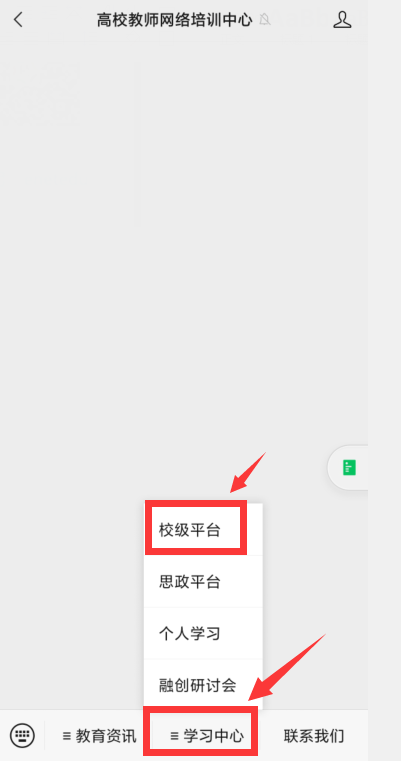 高校教师网络培训中心
校级平台
思政平台
个人学习
融创研讨会
≡ 教育资讯 ≡ 学习中心 联系我们